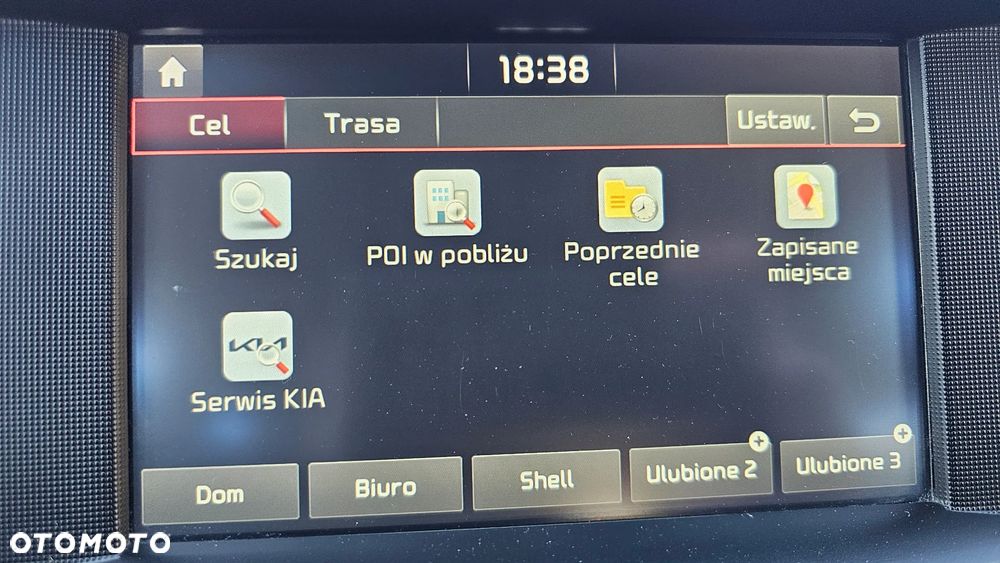 18:38
Cel
Trasa
Ustaw.
Szukaj
POI w pobliżu
Poprzednie
cele
Zapisane
miejsca
KIA
Serwis KIA
Dom
Biuro
Shell
Ulubione 2
Ulubione 3
OTOMOTO